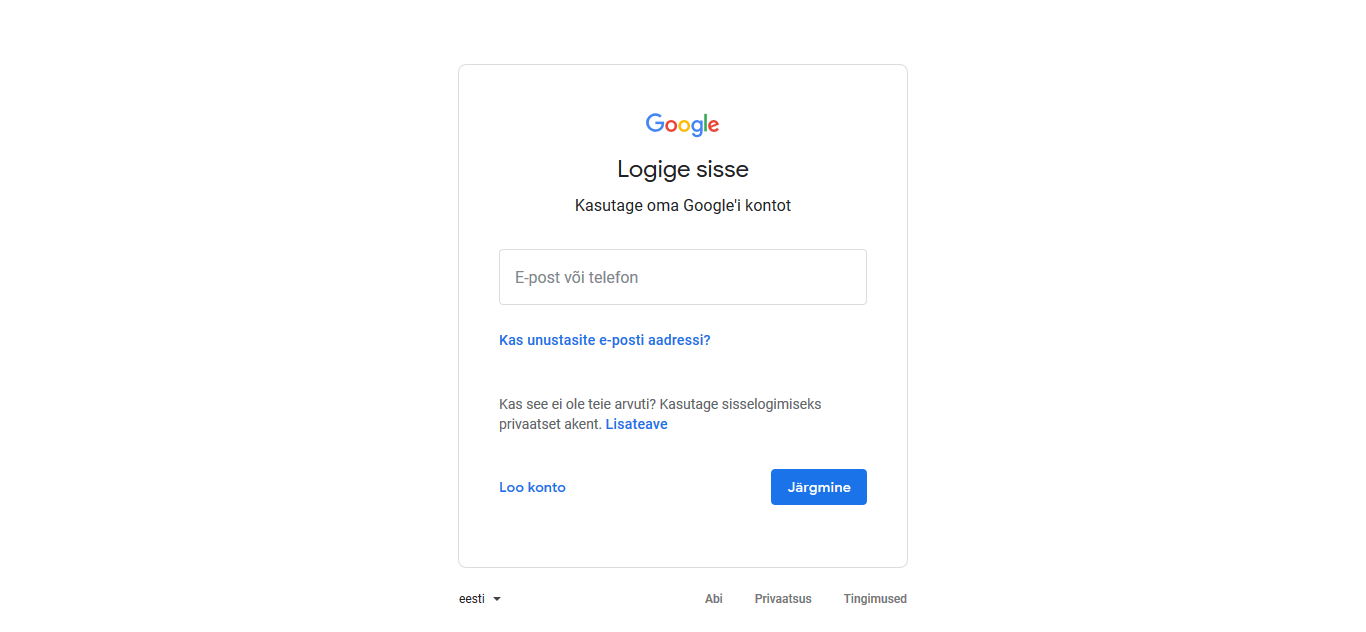 Google
Logige sisse
Kasutage oma Google'i kontot
E-post või telefon
Kas unustasite e-posti aadressi?
Kas see ei ole teie arvuti? Kasutage sisselogimiseks
privaatset akent. Lisateave
Loo konto
Järgmine
eesti
Abi
Privaatsus
Tingimused